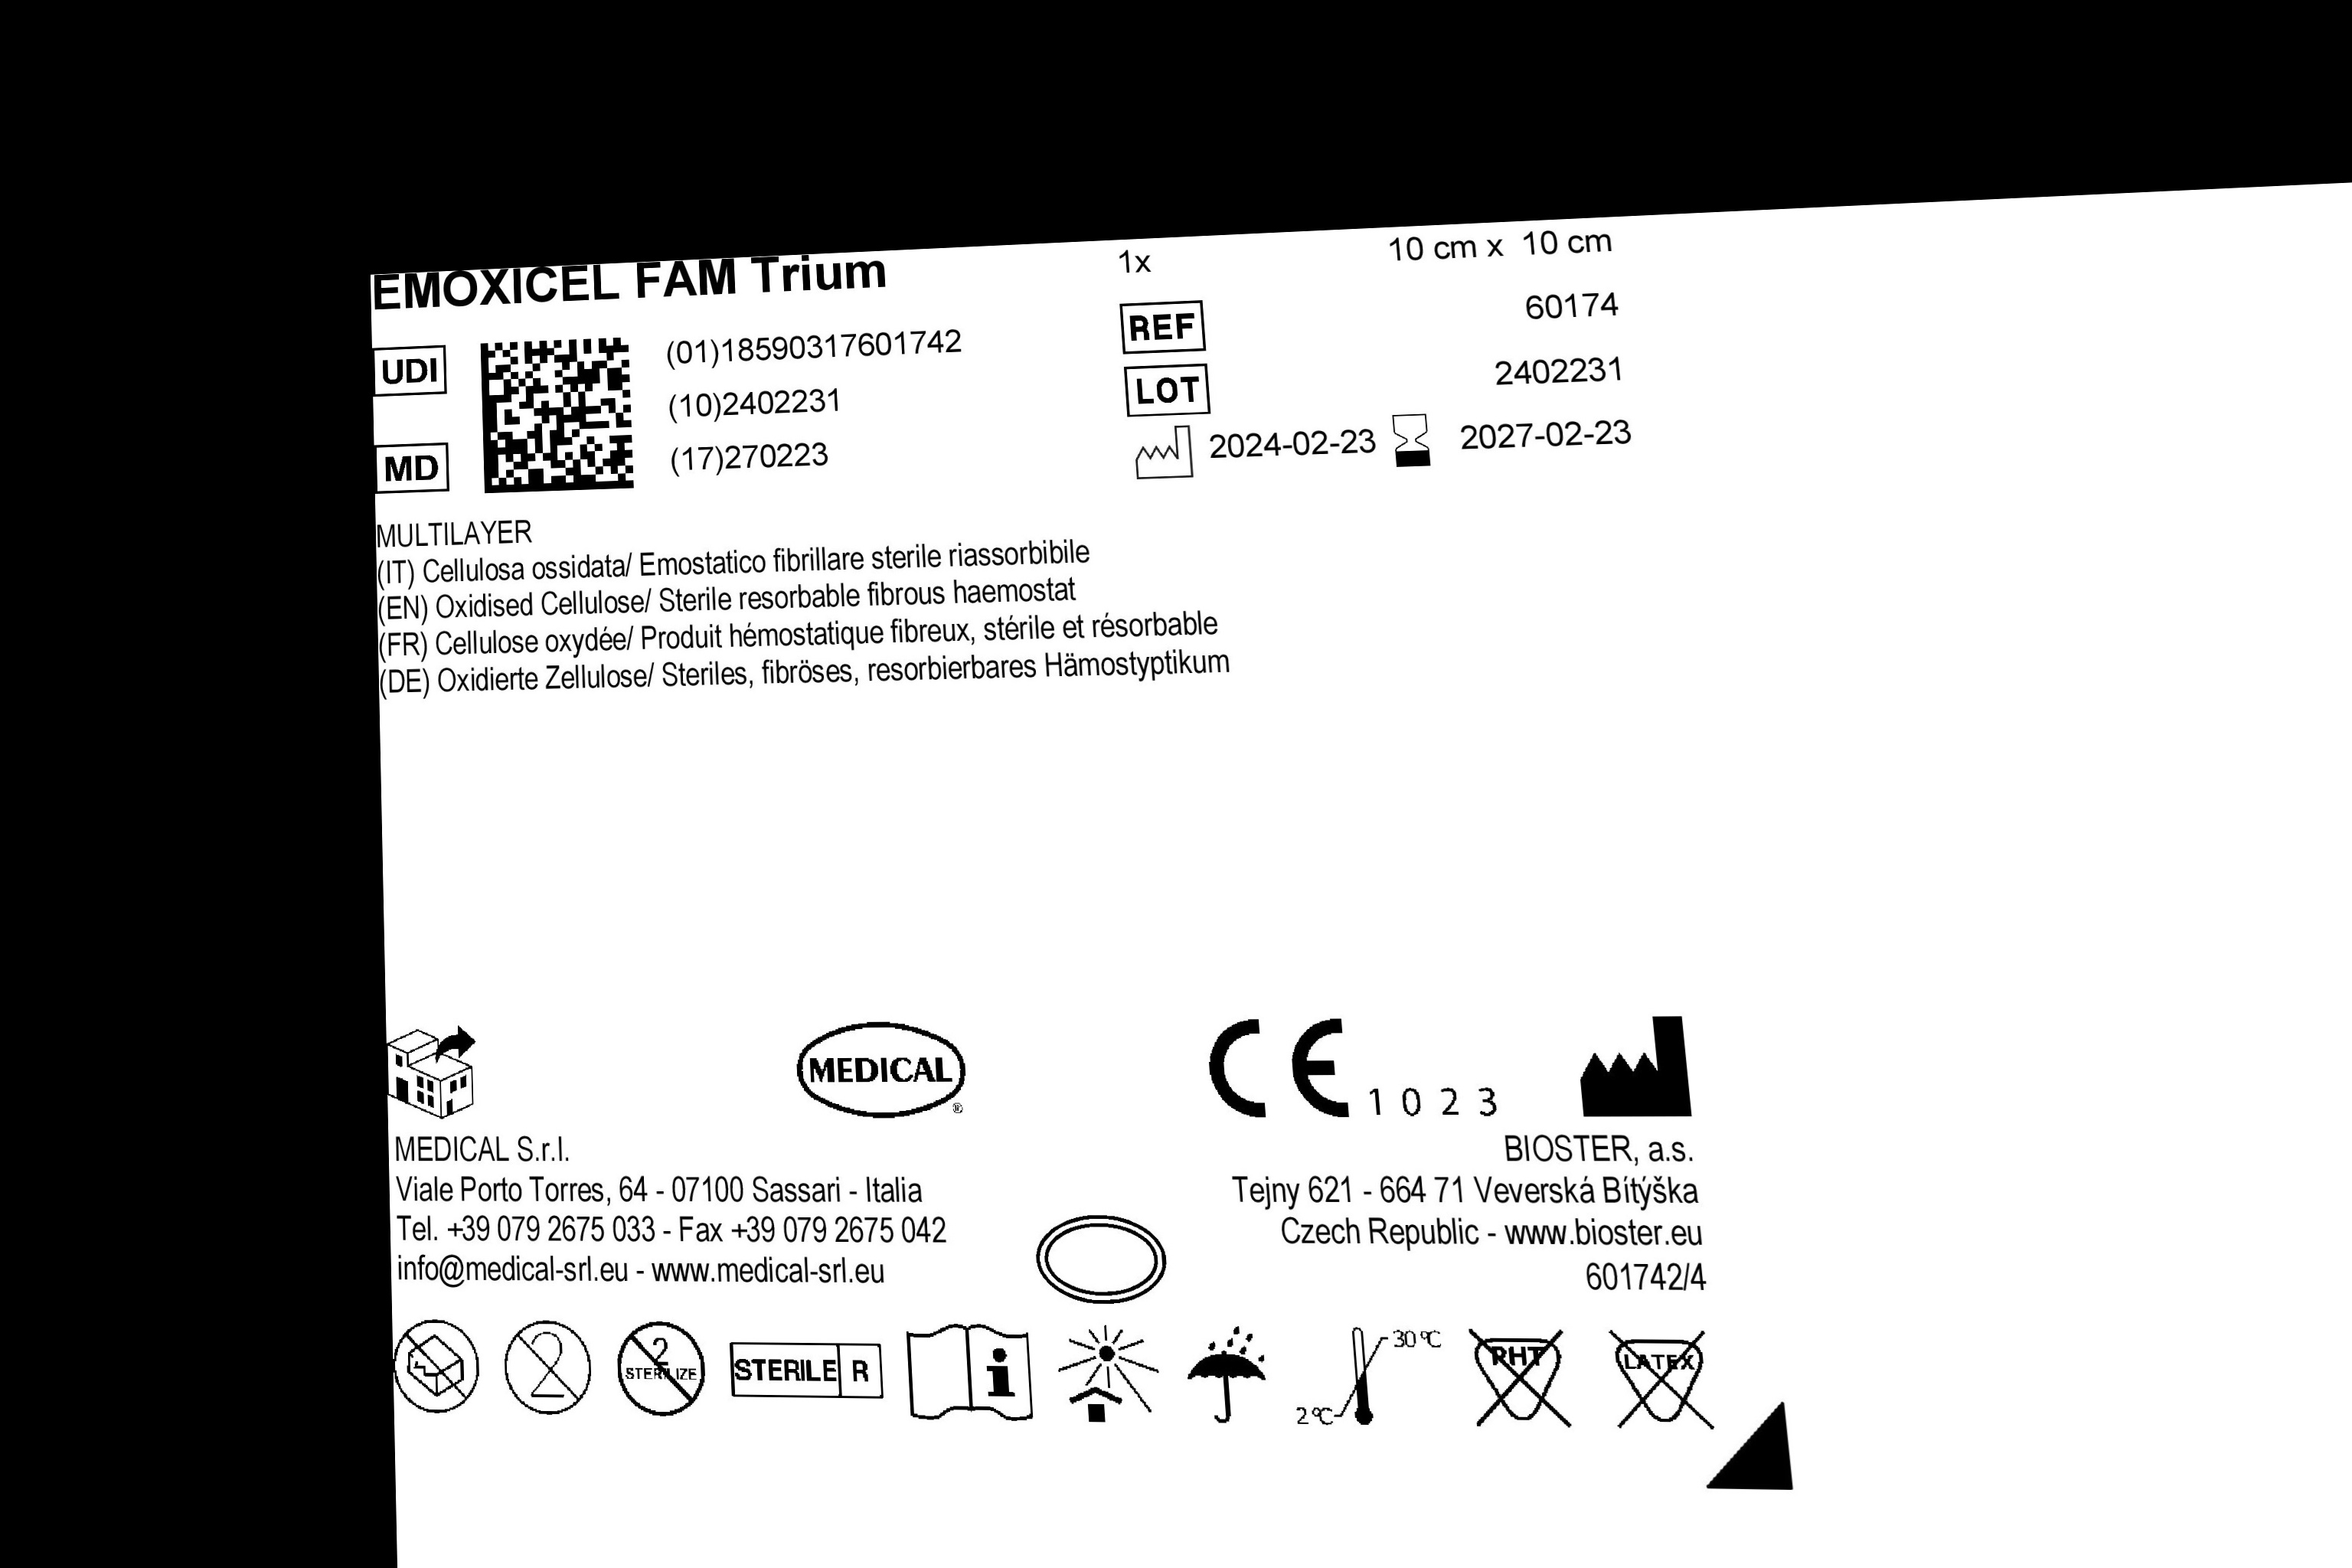 EMOXICEL FAM Trium
1x 10 cm x 10 cm
REF 60174
UDI (01)18590317601742
LOT 2402231
(10)2402231
2024-02-23 2027-02-23
MD (17)270223
MULTILAYER
(IT) Cellulosa ossidata/ Emostatico fibrillare sterile riassorbibile
(EN) Oxidised Cellulose/ Sterile resorbable fibrous haemostat
(FR) Cellulose oxydée/ Produit hémostatique fibreux, stérile et résorbable
(DE) Oxidierte Zellulose/ Steriles, fibröses, resorbierbares Hämostyptikum
MEDICAL ®
CE 1023
MEDICAL S.r.l.
Viale Porto Torres, 64 - 07100 Sassari - Italia
Tel. +39 079 2675 033 - Fax +39 079 2675 042
info@medical-srl.eu - www.medical-srl.eu
BIOSTER, a.s.
Tejny 621 - 664 71 Veverská Bítýška
Czech Republic - www.bioster.eu
601742/4
2
2
STERILIZE
STERILE R
i
30 °C
2 °C
PHT
LATEX